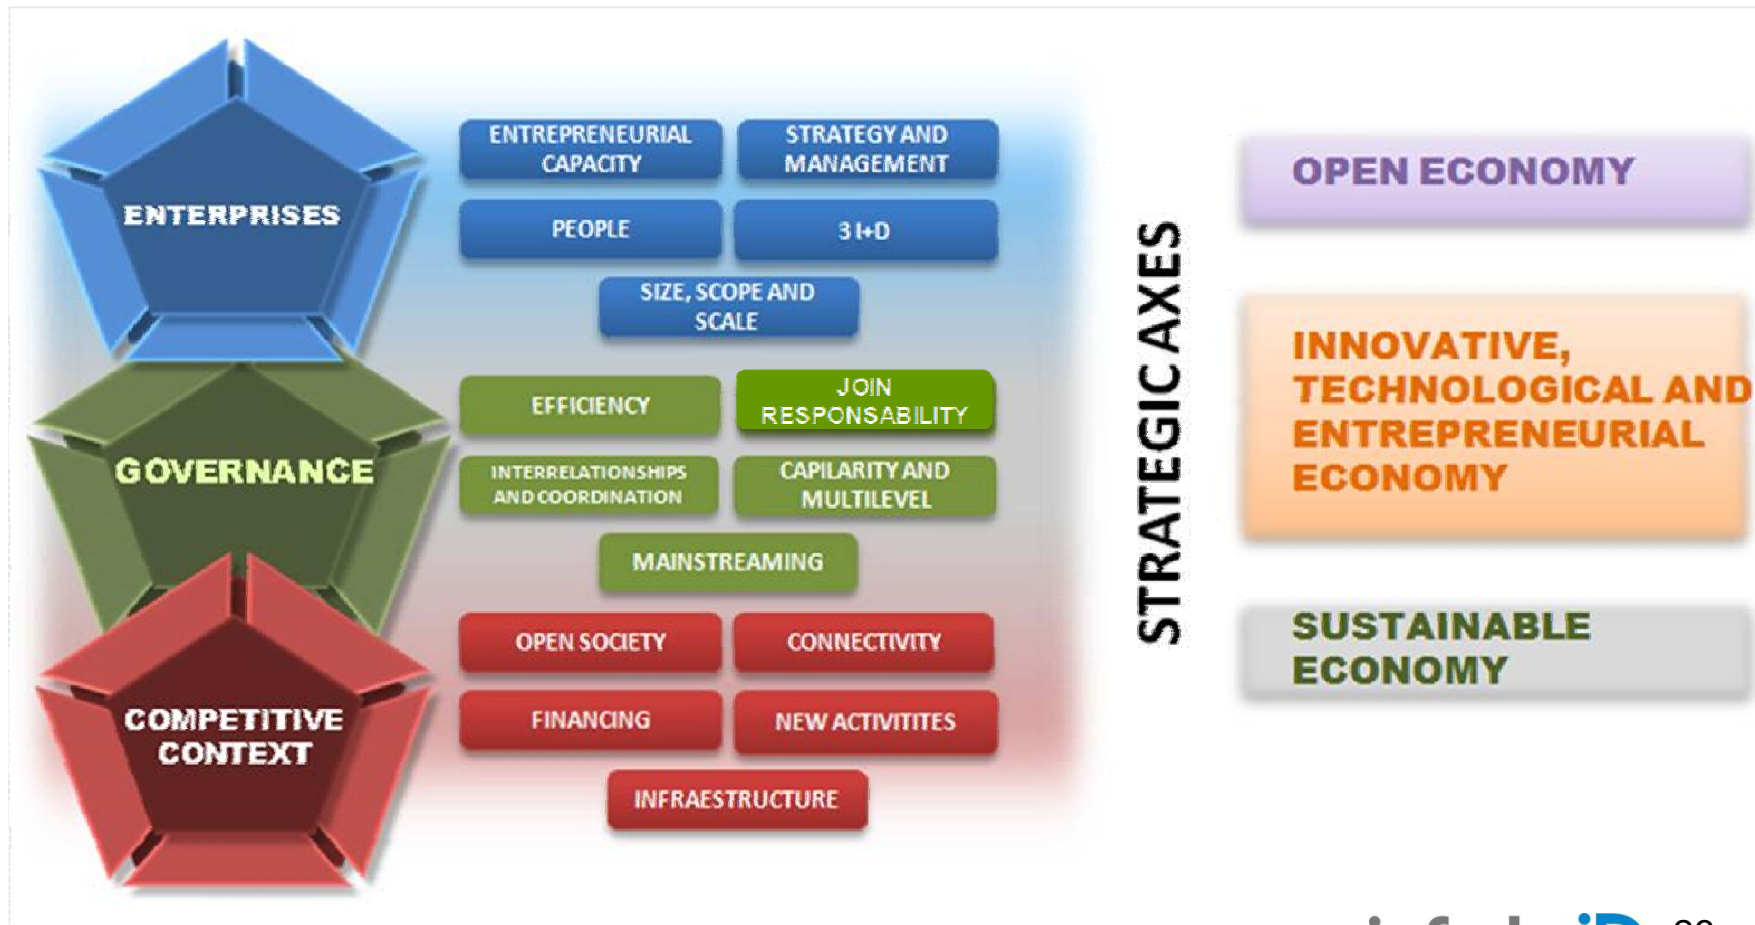 ENTERPRISES
ENTREPRENEURIAL
CAPACITY
STRATEGY AND
MANAGEMENT
PEOPLE
3 I+D
SIZE, SCOPE AND
SCALE
GOVERNANCE
EFFICIENCY
JOIN
RESPONSABILITY
INTERRELATIONSHIPS
AND COORDINATION
CAPILARITY AND
MULTILEVEL
MAINSTREAMING
COMPETITIVE
CONTEXT
OPEN SOCIETY
CONNECTIVITY
FINANCING
NEW ACTIVITITES
INFRAESTRUCTURE
STRATEGIC AXES
OPEN ECONOMY
INNOVATIVE,
TECHNOLOGICAL AND
ENTREPRENEURIAL
ECONOMY
SUSTAINABLE
ECONOMY